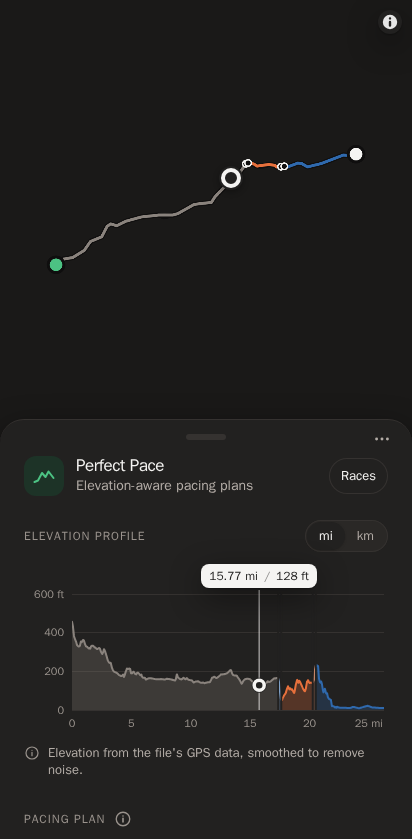 Perfect Pace
Elevation-aware pacing plans
Races
ELEVATION PROFILE
mi
km
15.77 mi / 128 ft
600 ft
400
200
0
0
5
10
15
20
25 mi
Elevation from the file's GPS data, smoothed to remove
noise.
PACING PLAN